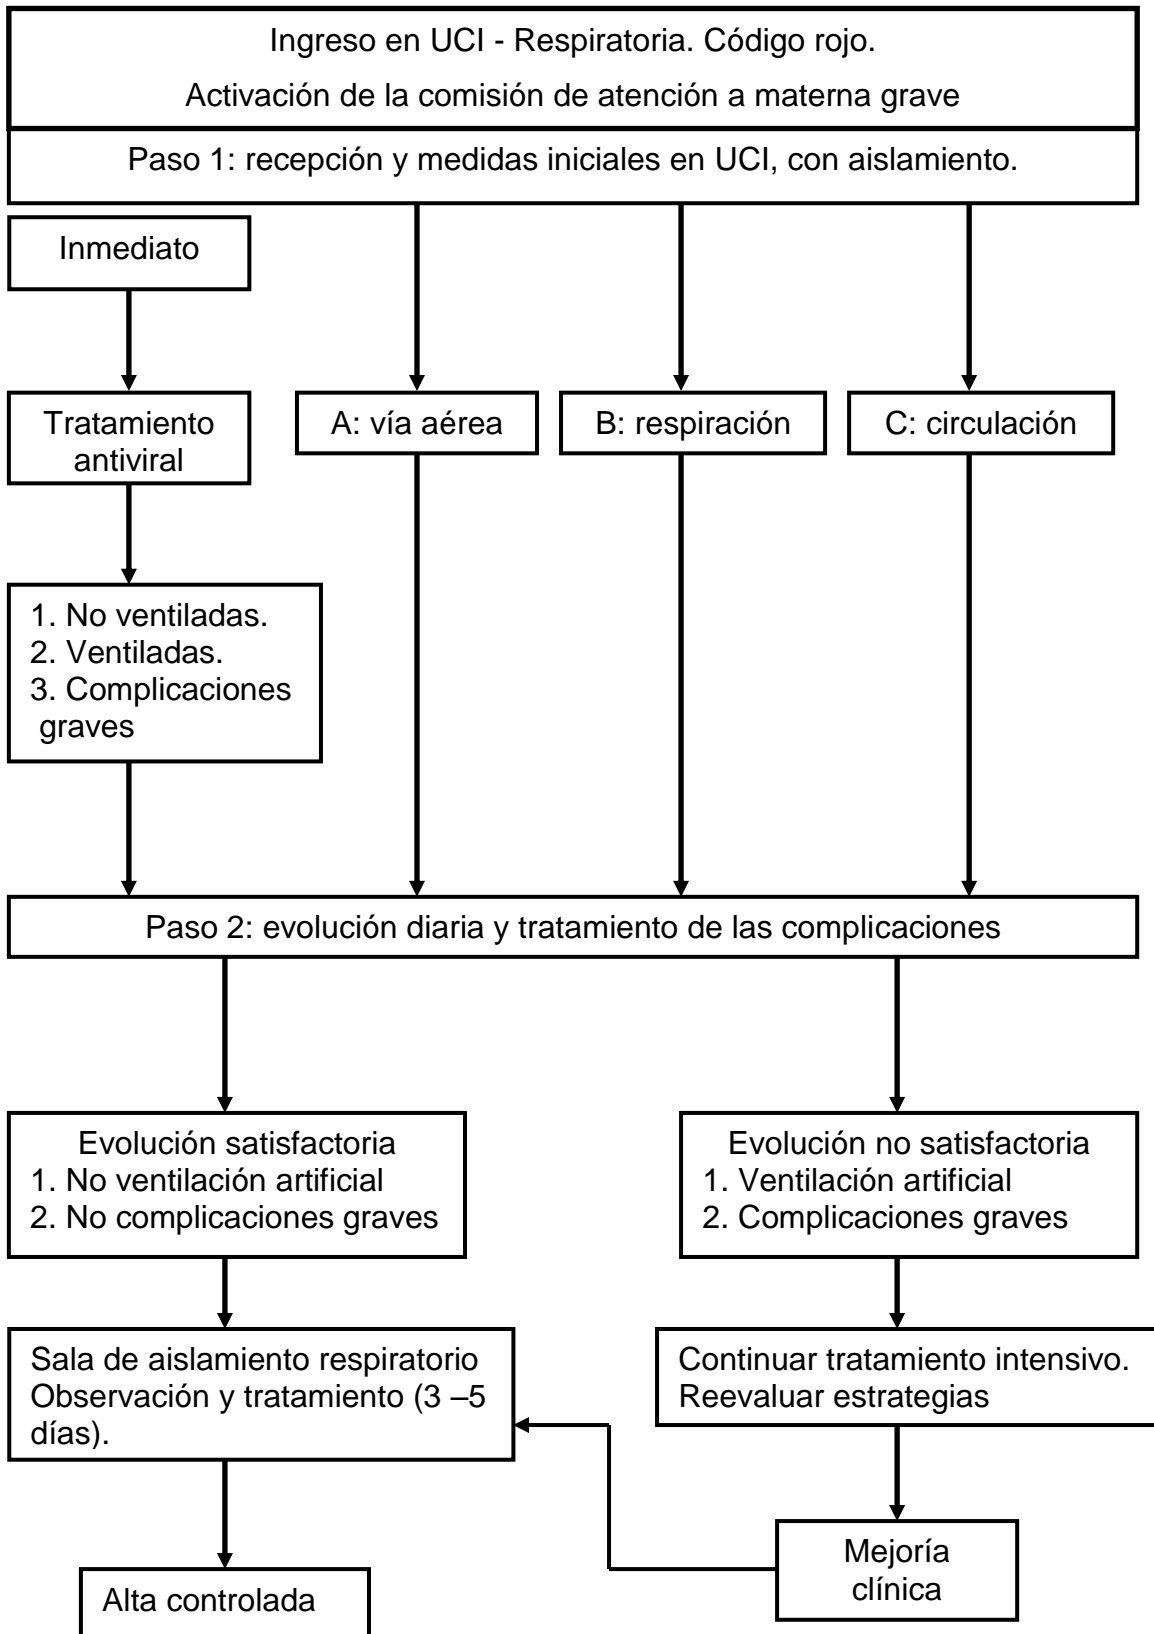 Ingreso en UCI - Respiratoria. Código rojo.
Activación de la comisión de atención a materna grave
Paso 1: recepción y medidas iniciales en UCI, con aislamiento.
Inmediato
Tratamiento
antiviral
A: vía aérea
B: respiración
C: circulación
1. No ventiladas.
2. Ventiladas.
3. Complicaciones
graves
Paso 2: evolución diaria y tratamiento de las complicaciones
Evolución satisfactoria
1. No ventilación artificial
2. No complicaciones graves
Evolución no satisfactoria
1. Ventilación artificial
2. Complicaciones graves
Sala de aislamiento respiratorio
Observación y tratamiento (3 –5
días).
Continuar tratamiento intensivo.
Reevaluar estrategias
Mejoría
clínica
Alta controlada